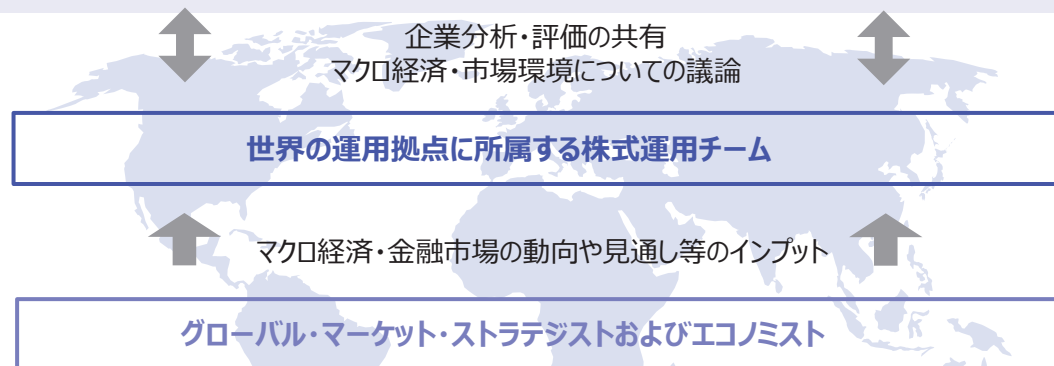 企業分析・評価の共有
マクロ経済・市場環境についての議論
世界の運用拠点に所属する株式運用チーム
マクロ経済・金融市場の動向や見通し等のインプット
グローバル・マーケット・ストラテジストおよびエコノミスト